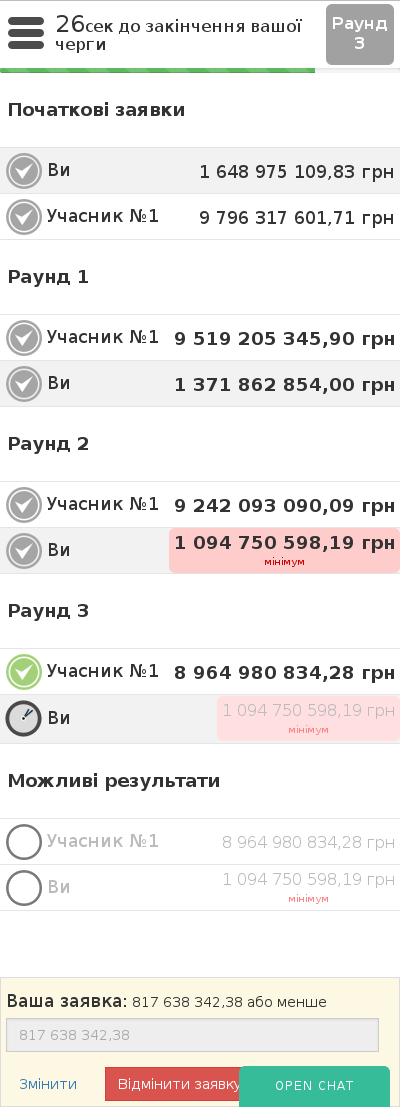 26сек до закінчення вашої
черги
Раунд
3
Початкові заявки
Ви 1 648 975 109,83 грн
Учасник №1 9 796 317 601,71 грн
Раунд 1
Учасник №1 9 519 205 345,90 грн
Ви 1 371 862 854,00 грн
Раунд 2
Учасник №1 9 242 093 090,09 грн
Ви 1 094 750 598,19 грн
мінімум
Раунд 3
Учасник №1 8 964 980 834,28 грн
Ви 1 094 750 598,19 грн
мінімум
Можливі результати
Учасник №1 8 964 980 834,28 грн
Ви 1 094 750 598,19 грн
мінімум
Ваша заявка: 817 638 342,38 або менше
817 638 342,38
Змінити Відмінити заявку OPEN CHAT